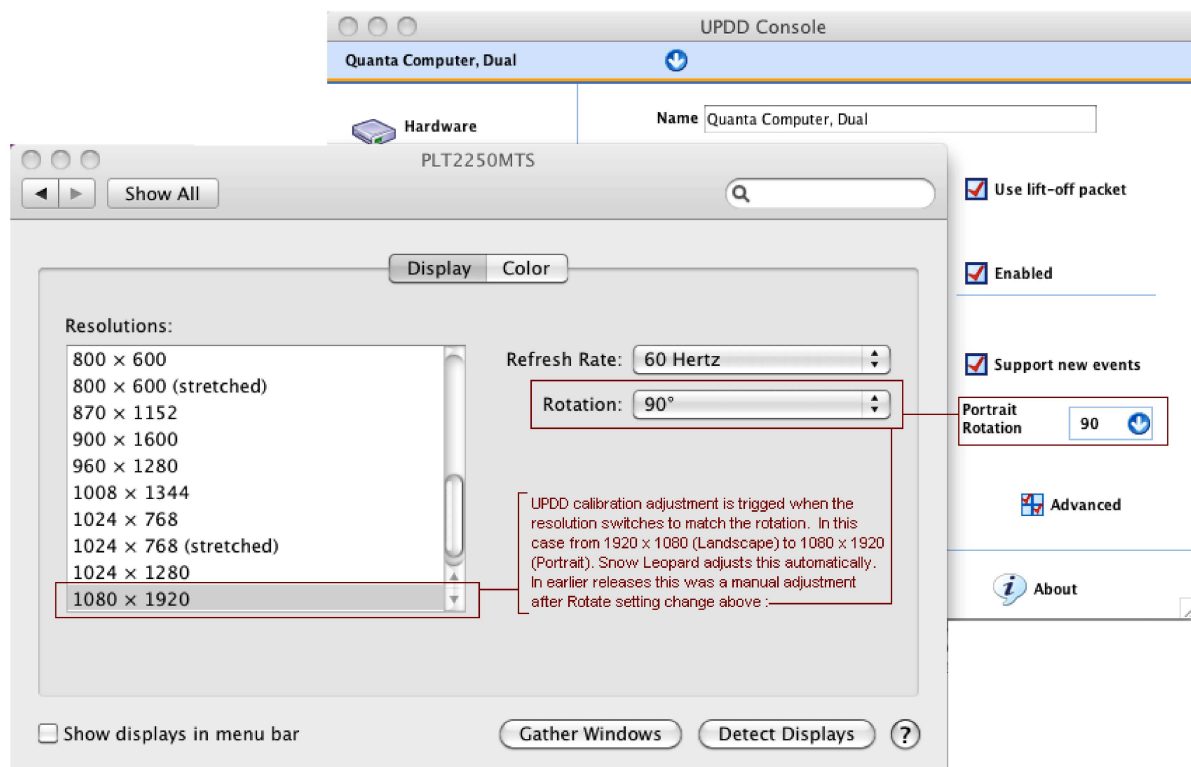 UPDD Console
Quanta Computer, Dual
Hardware
Name Quanta Computer, Dual
PLT2250MTS
Show All
Use lift-off packet
Display Color
Enabled
Resolutions:
800 × 600
800 × 600 (stretched)
870 × 1152
900 × 1600
960 × 1280
1008 × 1344
1024 × 768
1024 × 768 (stretched)
1024 × 1280
1080 × 1920
Refresh Rate: 60 Hertz
Rotation: 90°
Support new events
Portrait
Rotation
90
UPDD calibration adjustment is trigged when the
resolution switches to match the rotation. In this
case from 1920 x 1080 (Landscape) to 1080 x 1920
(Portrait). Snow Leopard adjusts this automatically.
In earlier releases this was a manual adjustment
after Rotate setting change above :
Advanced
About
Show displays in menu bar
Gather Windows
Detect Displays
?